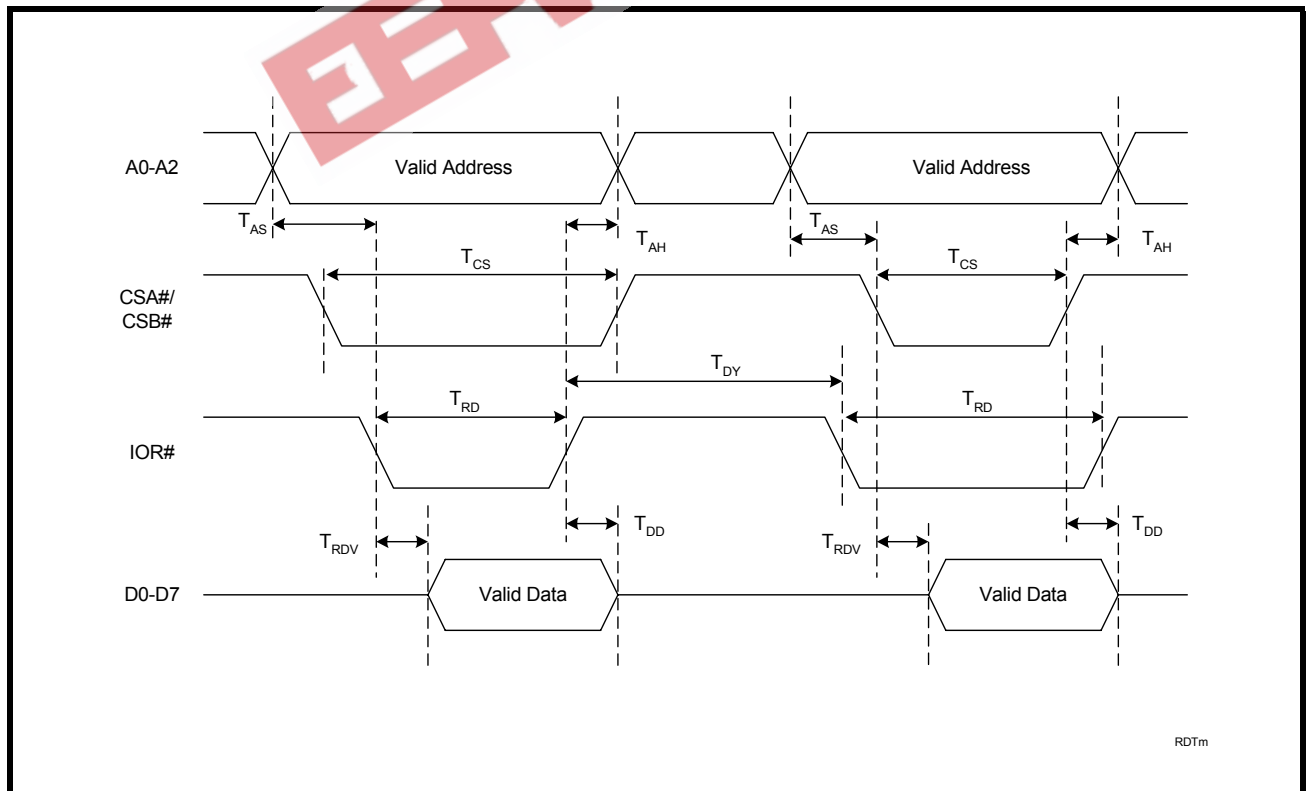 A0-A2
Valid Address
Valid Address
TAS
TAH
TAS
TAH
TCS
TCS
CSA#/
CSB#
TDY
TRD
TRD
IOR#
TRDV
TDD
TRDV
TDD
D0-D7
Valid Data
Valid Data
RDTm